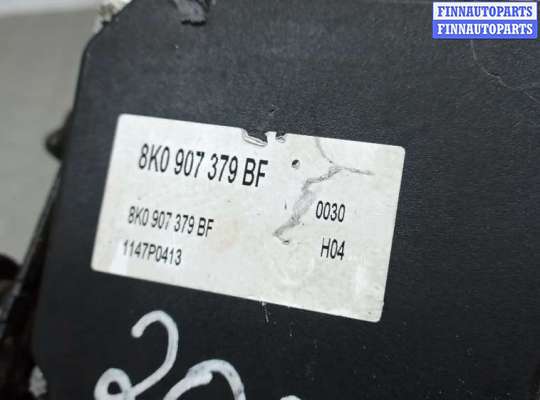 FINNAUTOPARTS
FINNAUTOPARTS
8K0 907 379 BF
0030
8K0 907 379 BF
H04
1147P0413